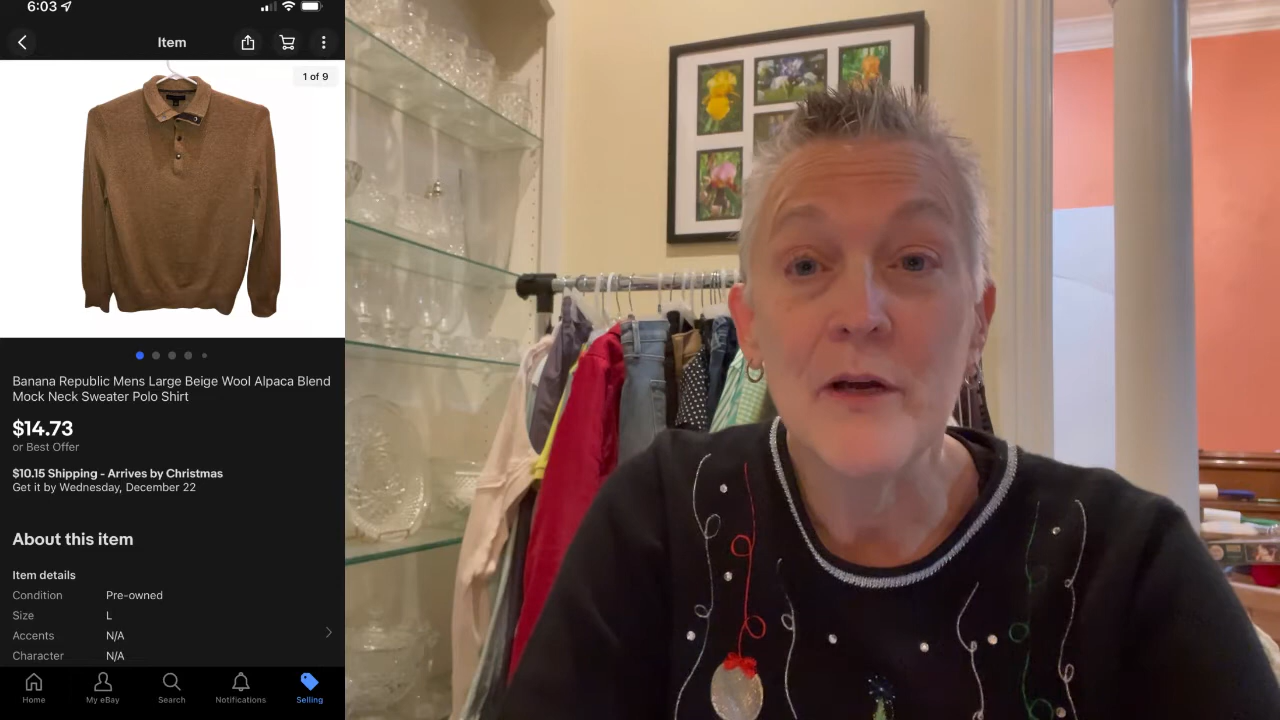 6:03
Item
1 of 9
Banana Republic Mens Large Beige Wool Alpaca Blend
Mock Neck Sweater Polo Shirt
$14.73
or Best Offer
$10.15 Shipping - Arrives by Christmas
Get it by Wednesday, December 22
About this item
Item details
Condition Pre-owned
Size L
Accents N/A
Character N/A
Home My eBay Search Notifications Selling